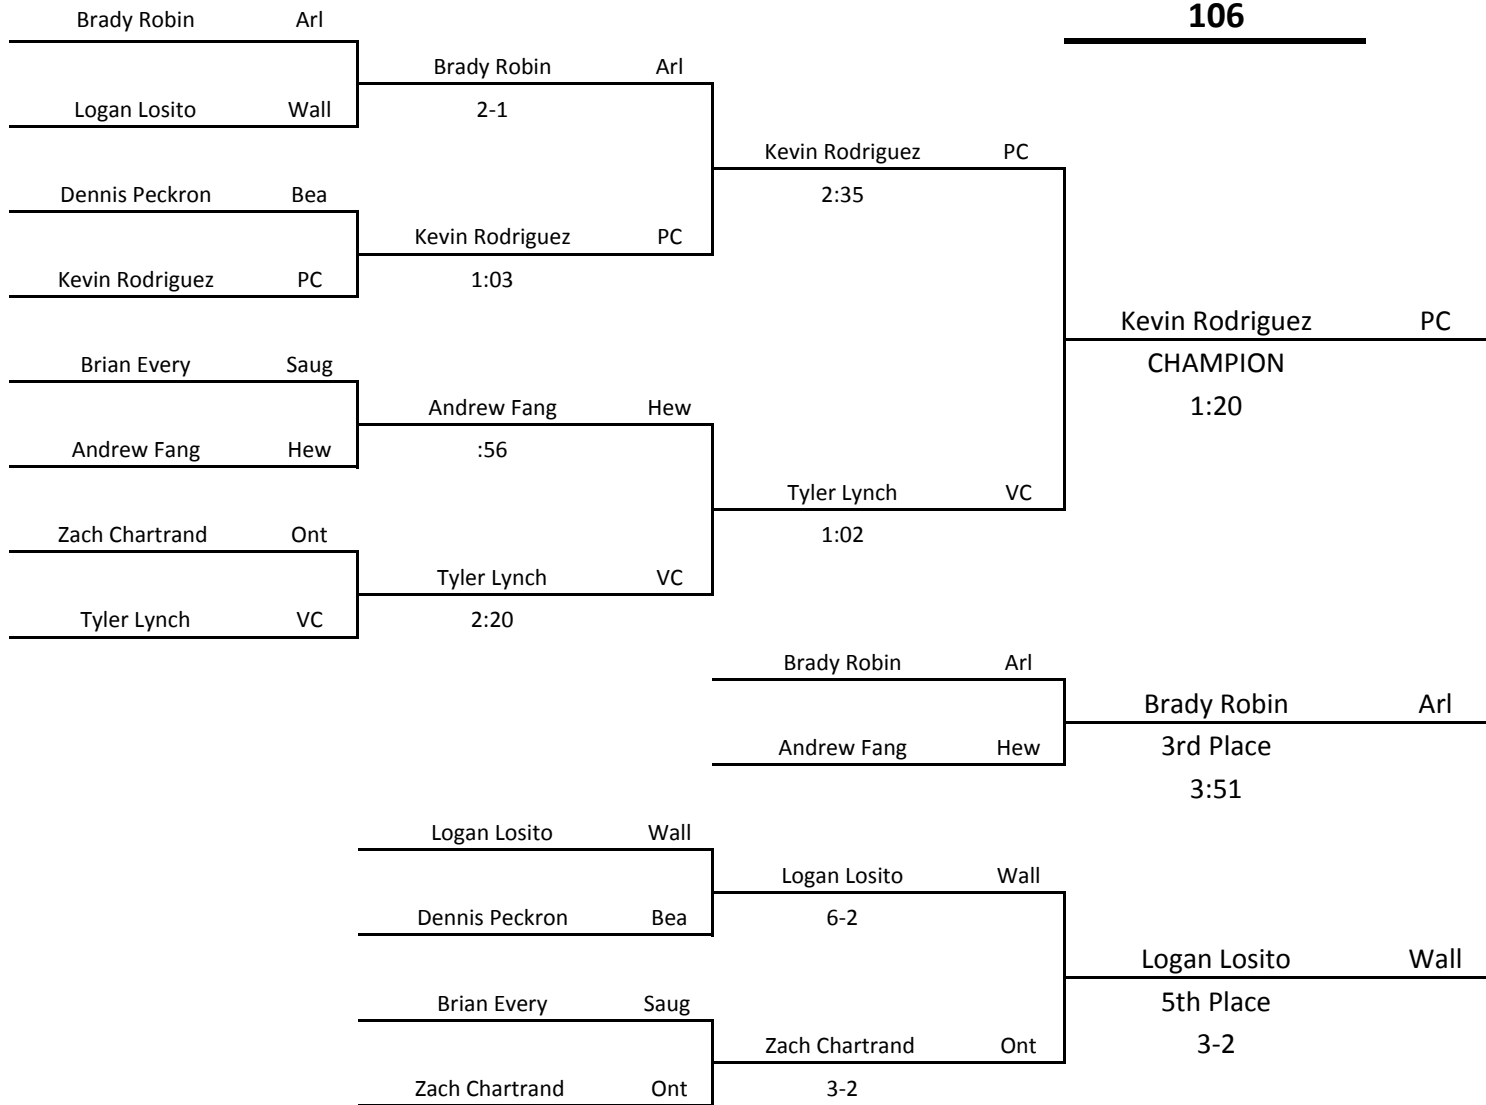 Brady Robin Arl
106
Brady Robin Arl
Logan Losito Wall
2-1
Kevin Rodriguez PC
Dennis Peckron Bea
2:35
Kevin Rodriguez PC
Kevin Rodriguez PC
1:03
Kevin Rodriguez PC
Brian Every Saug
CHAMPION
Andrew Fang Hew
1:20
Andrew Fang Hew
:56
Tyler Lynch VC
Zach Chartrand Ont
1:02
Tyler Lynch VC
Tyler Lynch VC
2:20
Brady Robin Arl
Brady Robin Arl
Andrew Fang Hew
3rd Place
3:51
Logan Losito Wall
Logan Losito Wall
Dennis Peckron Bea
6-2
Logan Losito Wall
Brian Every Saug
5th Place
Zach Chartrand Ont
3-2
Zach Chartrand Ont
3-2